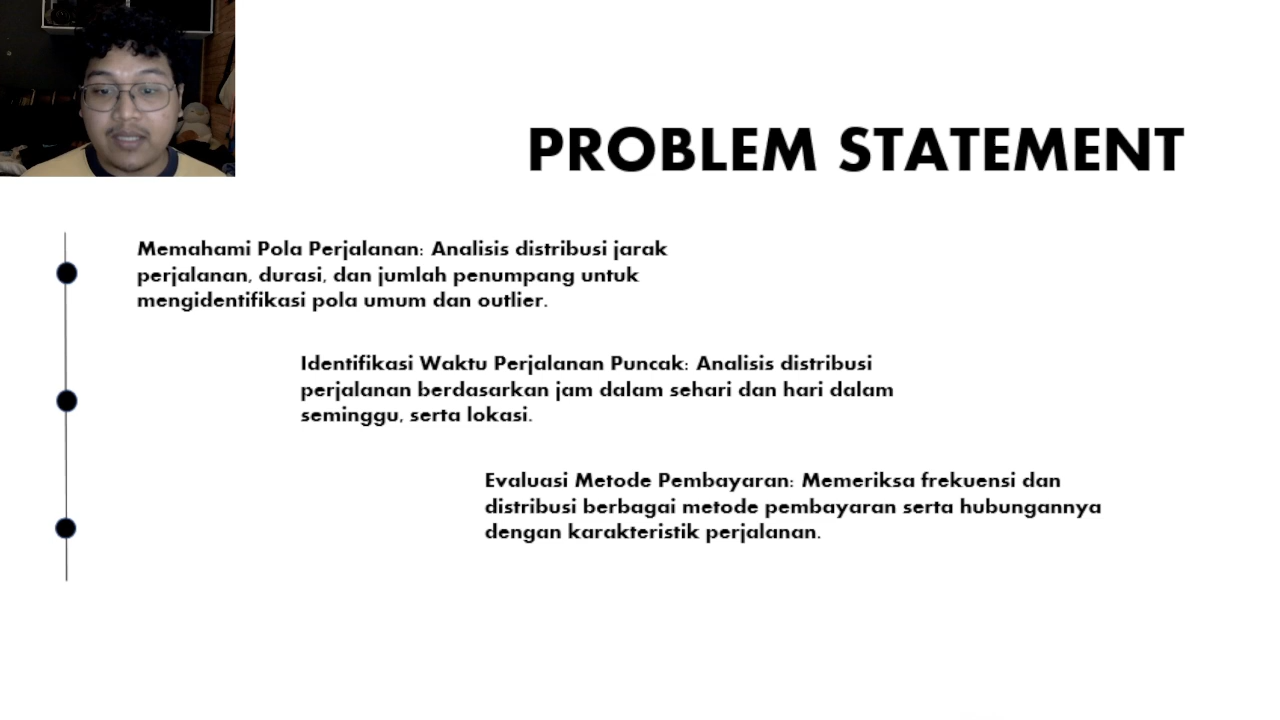 PROBLEM STATEMENT
Memahami Pola Perjalanan: Analisis distribusi jarak
perjalanan, durasi, dan jumlah penumpang untuk
mengidentifikasi pola umum dan outlier.
Identifikasi Waktu Perjalanan Puncak: Analisis distribusi
perjalanan berdasarkan jam dalam sehari dan hari dalam
seminggu, serta lokasi.
Evaluasi Metode Pembayaran: Memeriksa frekuensi dan
distribusi berbagai metode pembayaran serta hubungannya
dengan karakteristik perjalanan.